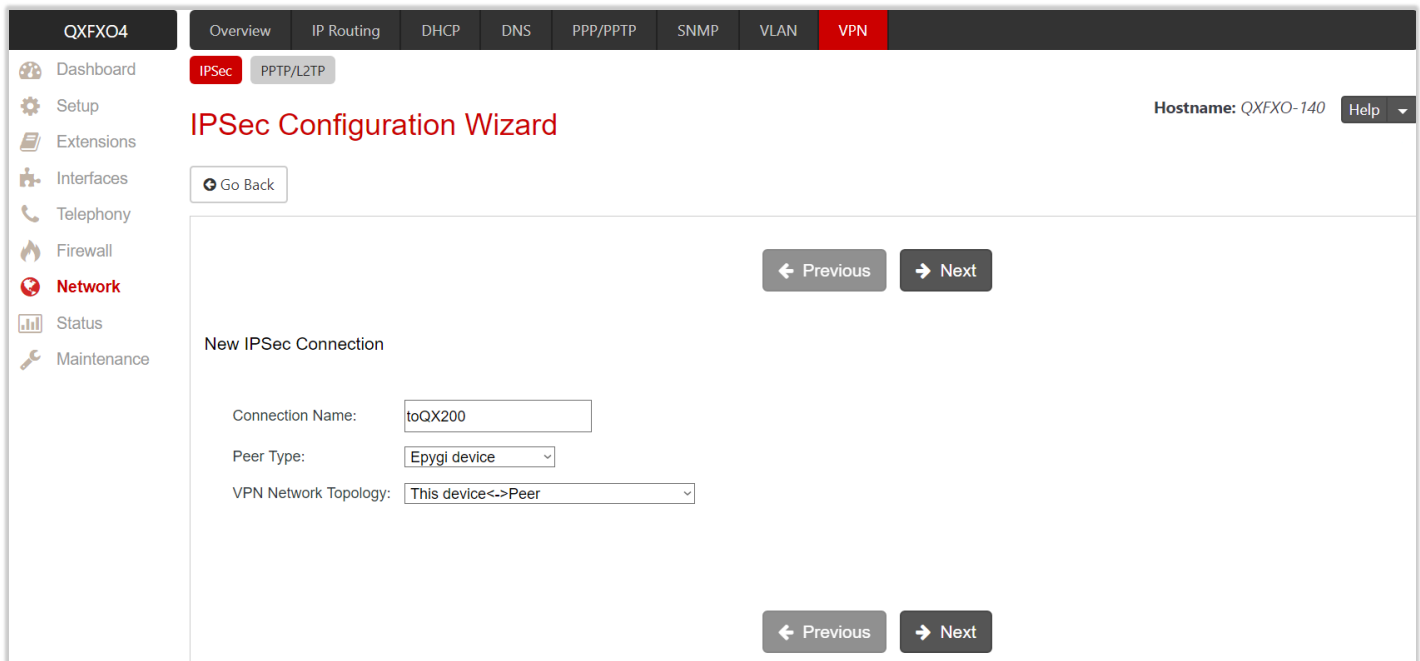 QXFXO4
Overview IP Routing DHCP DNS PPP/PPTP SNMP VLAN VPN
Dashboard
Setup
Extensions
Interfaces
Telephony
Firewall
Network
Status
Maintenance
IPSec PPTP/L2TP
Hostname: QXFXO-140 Help
IPSec Configuration Wizard
Go Back
Previous Next
New IPSec Connection
Connection Name: toQX200
Peer Type: Epygi device
VPN Network Topology: This device<->Peer
Previous Next